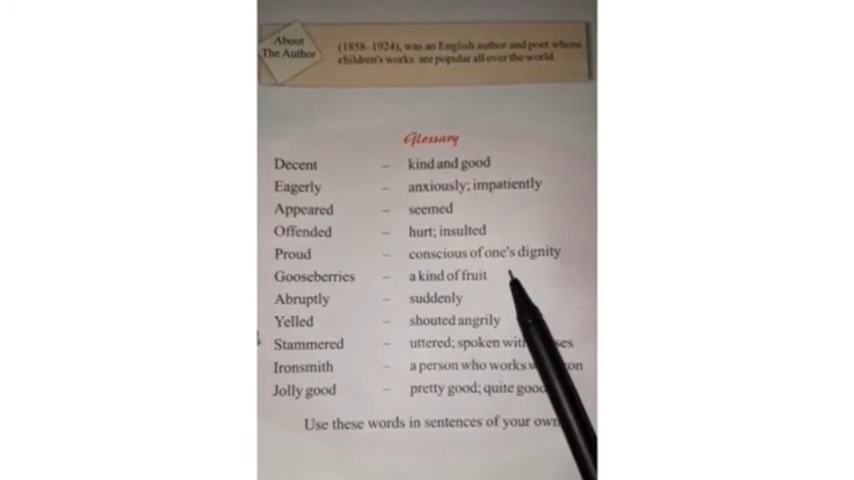 About
The Author
(1858-1924), was an English author and poet whose
children's works are popular all over the world.
Glossary
Decent – kind and good
Eagerly – anxiously; impatiently
Appeared – seemed
Offended – hurt; insulted
Proud – conscious of one's dignity
Gooseberries – a kind of fruit
Abruptly – suddenly
Yelled – shouted angrily
Stammered – uttered; spoken
Ironsmith – a person who works
Jolly good – pretty good; quite good
Use these words in sentences of your own